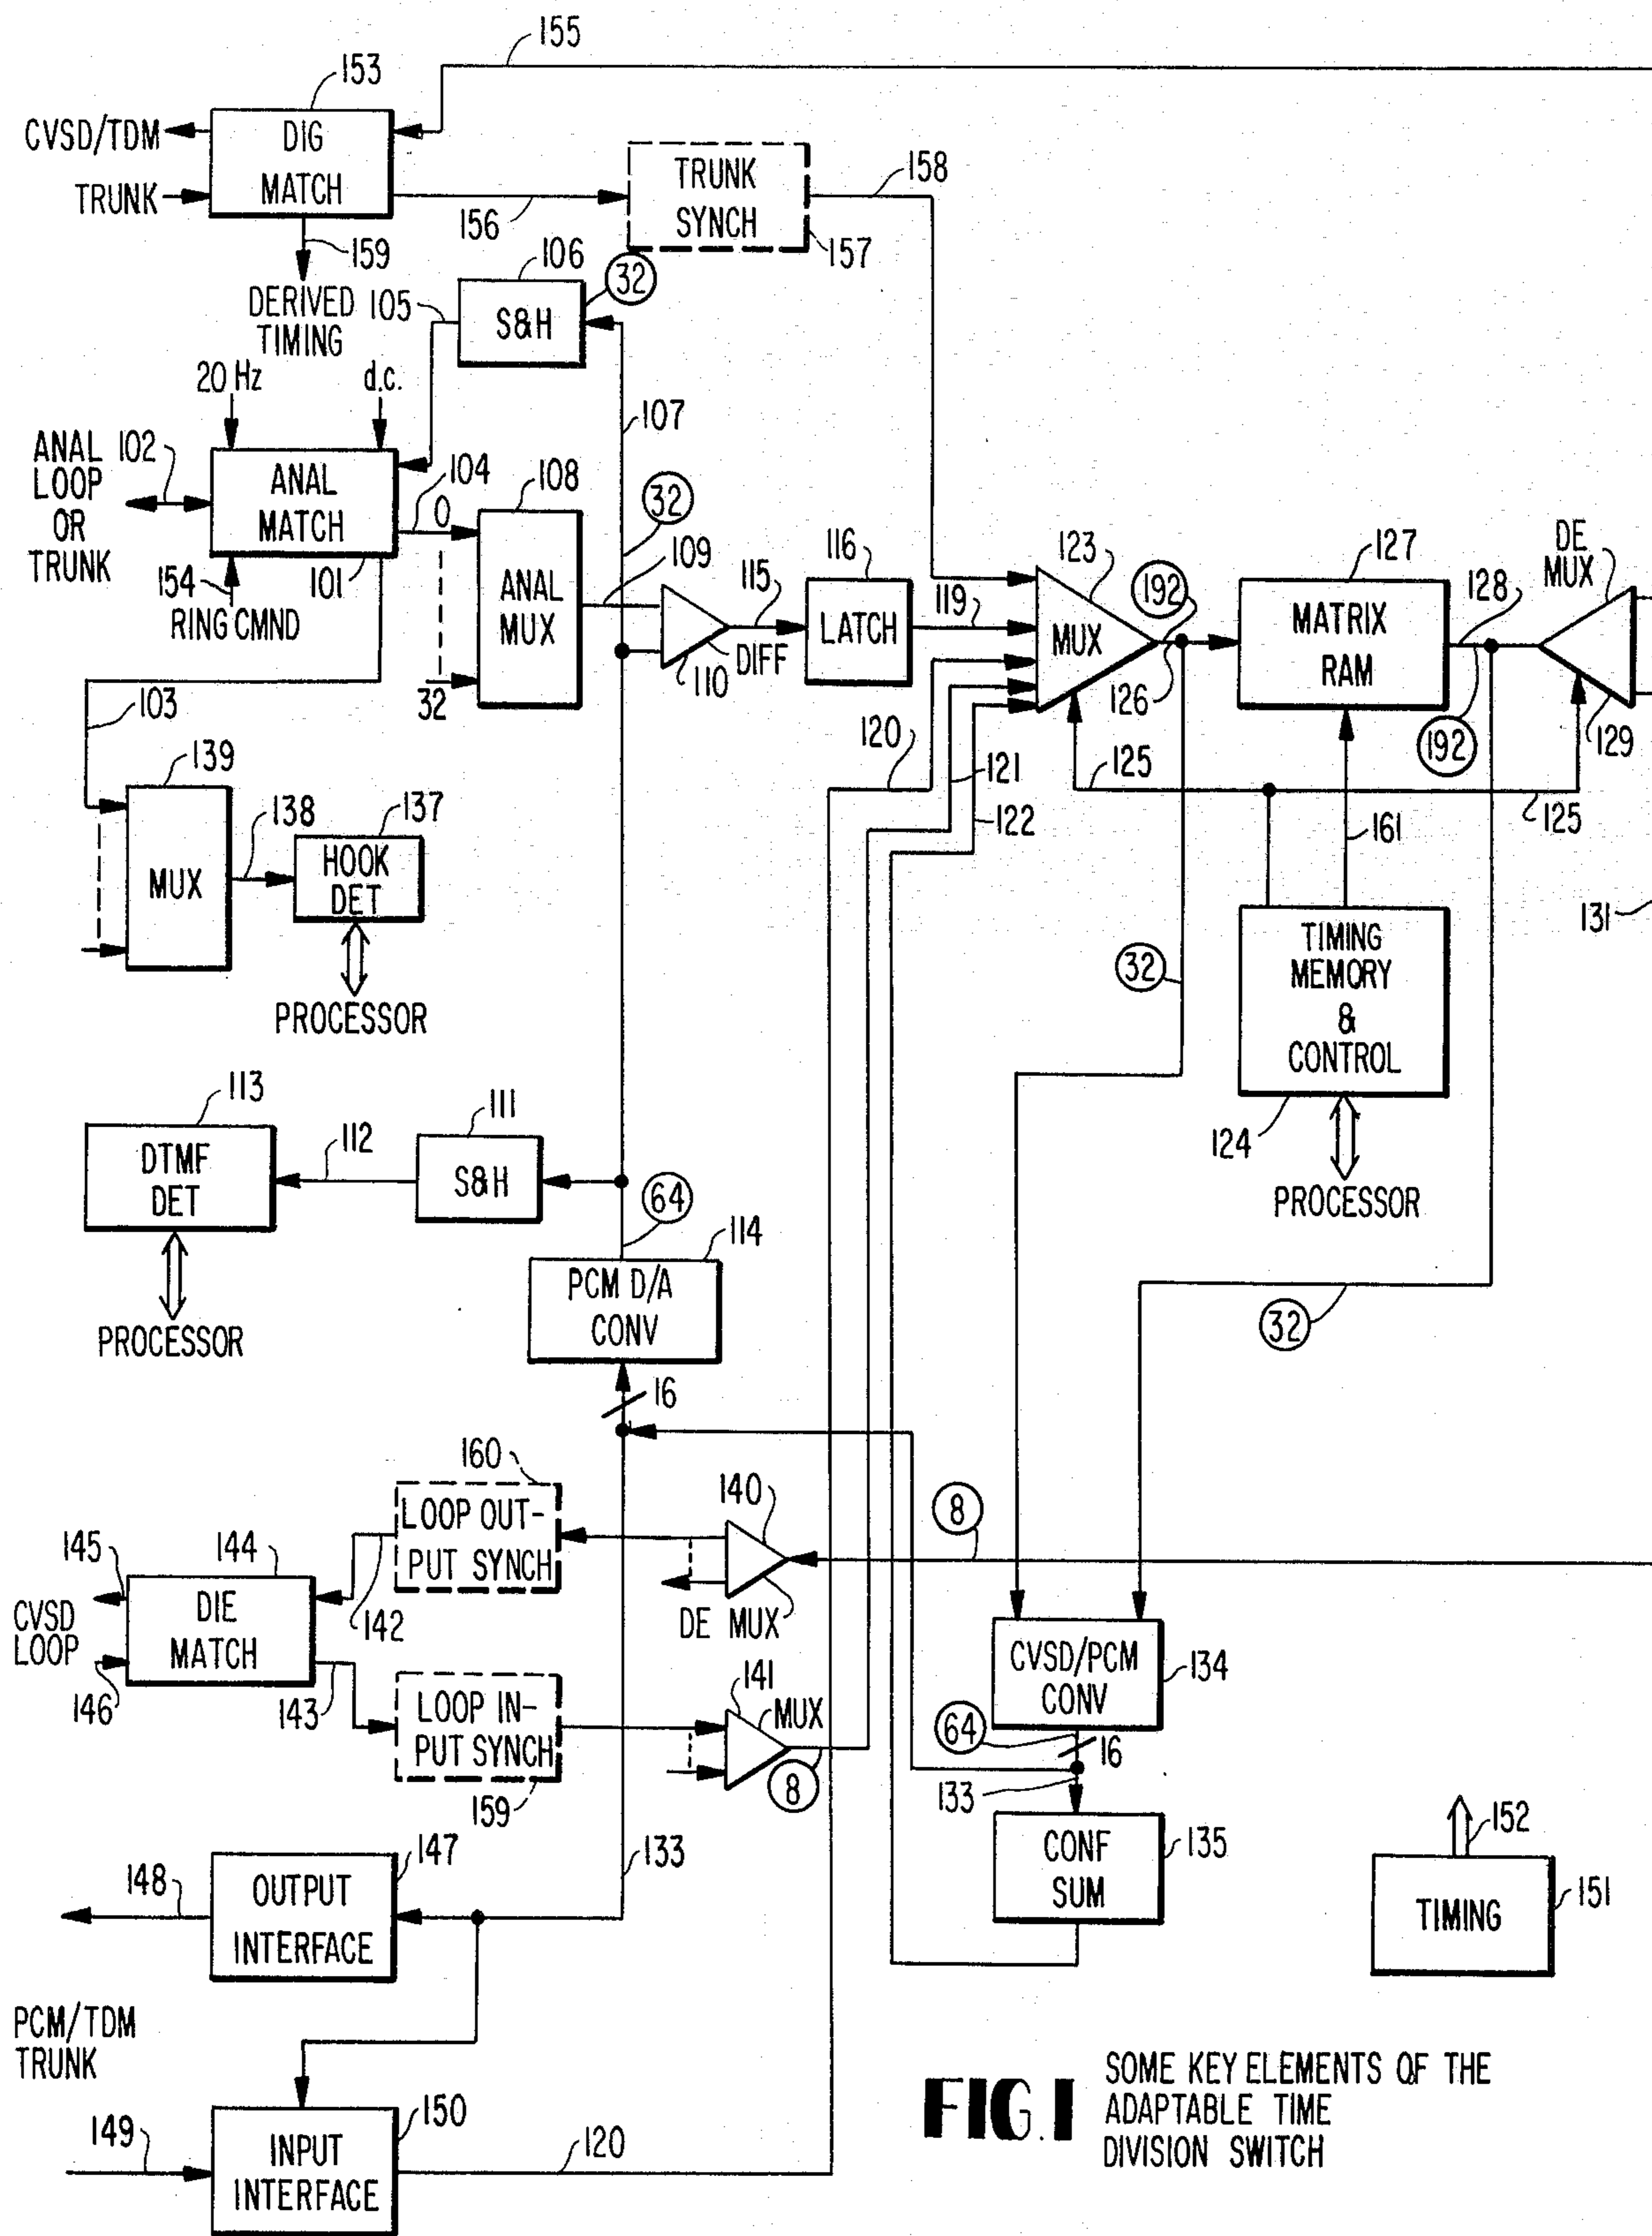 155
153
CVSD/TDM
DIG
MATCH
TRUNK
TRUNK
SYNCH
158
156
157
159
DERIVED
TIMING
106
32
105
S&H
20 Hz
d.c.
107
ANAL
LOOP
OR
TRUNK
102
ANAL
MATCH
104
0
108
32
109
154
RING CMND
101
ANAL
MUX
32
115
DIFF
110
116
LATCH
119
123
MUX
192
126
127
MATRIX
RAM
128
192
DE
MUX
129
103
139
MUX
138
137
HOOK
DET
PROCESSOR
120
121
122
125
125
161
131
32
TIMING
MEMORY
&
CONTROL
124
PROCESSOR
113
DTMF
DET
112
111
S&H
64
114
PCM D/A
CONV
PROCESSOR
16
32
160
LOOP OUT-
PUT SYNCH
140
8
DE MUX
145
144
CVSD
LOOP
DIE
MATCH
142
146
143
LOOP IN-
PUT SYNCH
159
141
MUX
8
CVSD/PCM
CONV
134
64
16
133
CONF
SUM
135
152
TIMING
151
147
133
148
OUTPUT
INTERFACE
PCM/TDM
TRUNK
149
150
INPUT
INTERFACE
120
FIG. 1
SOME KEY ELEMENTS OF THE
ADAPTABLE TIME
DIVISION SWITCH